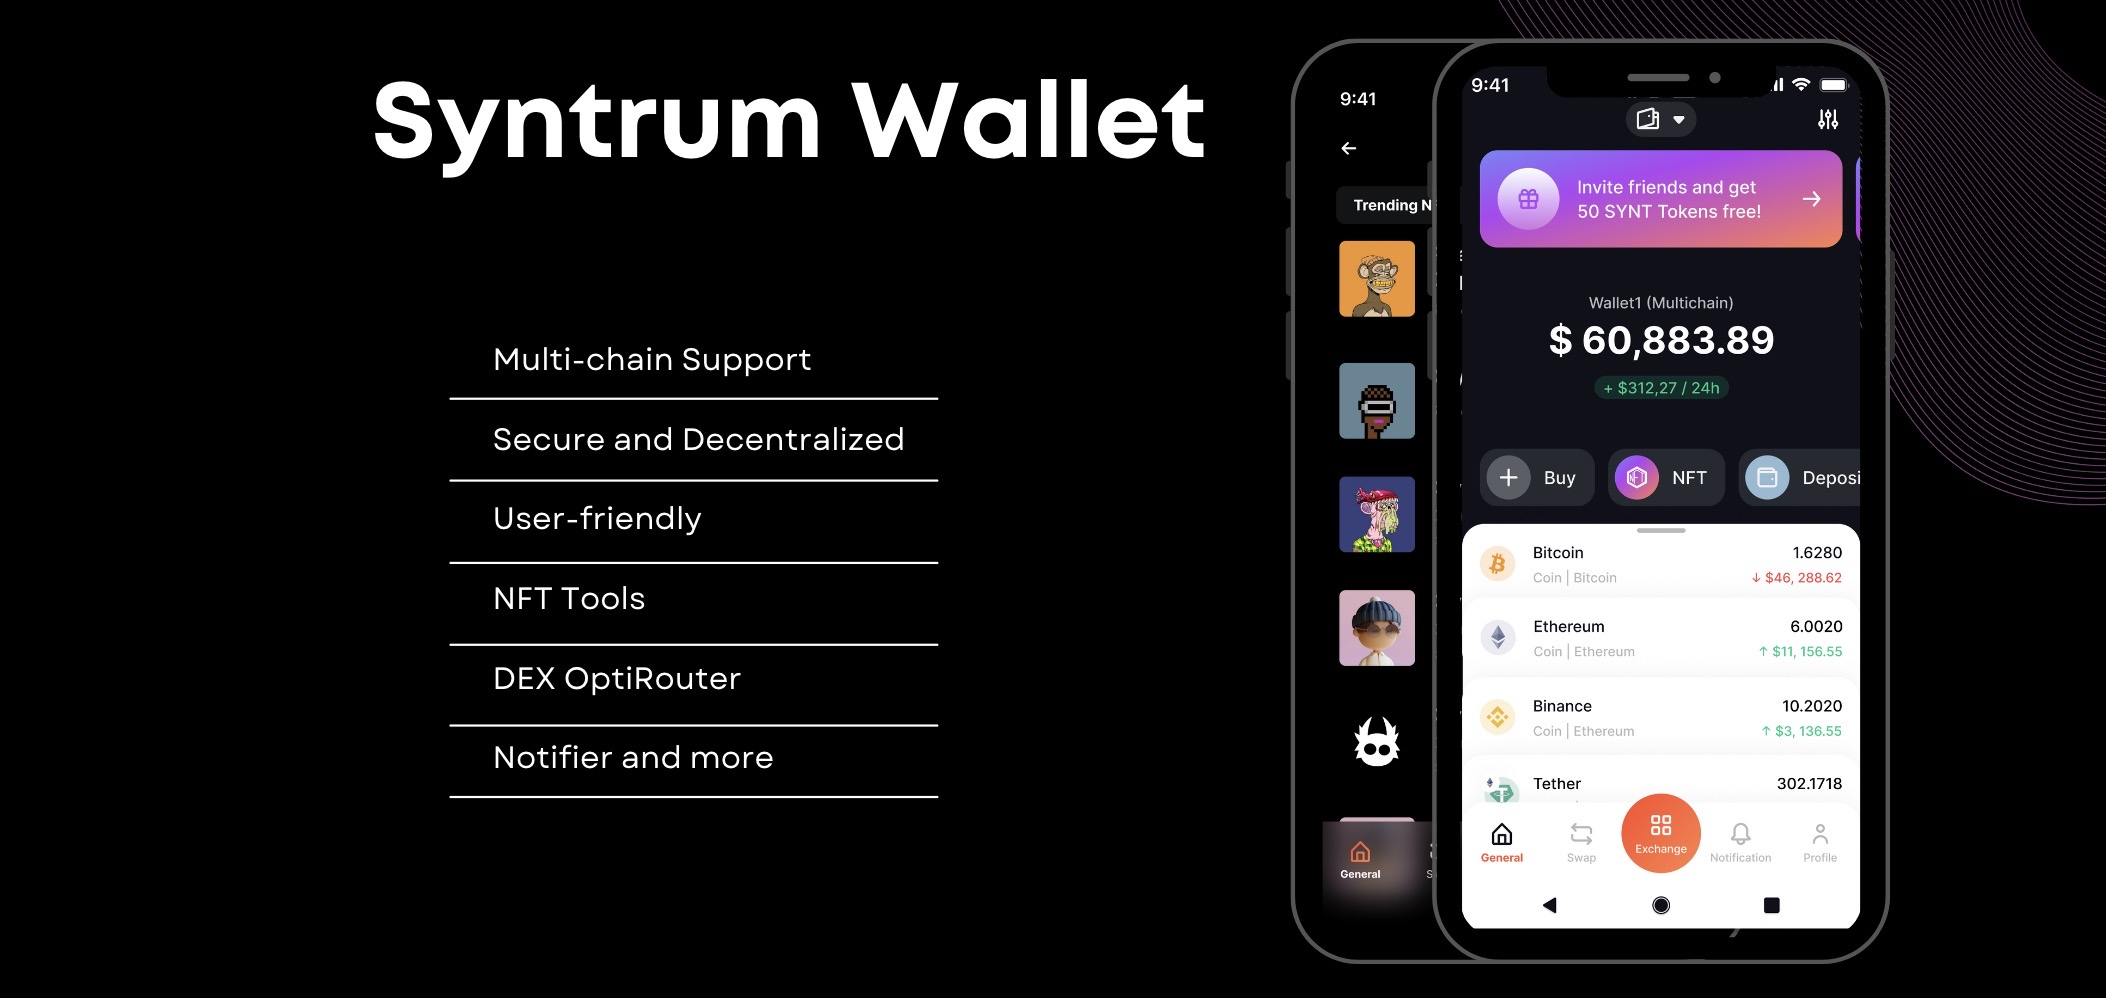 Syntrum Wallet
Multi-chain Support
Secure and Decentralized
User-friendly
NFT Tools
DEX OptiRouter
Notifier and more
9:41
Trending N
General
9:41
Invite friends and get
50 SYNT Tokens free!
Wallet1 (Multichain)
$ 60,883.89
+ $312,27 / 24h
Buy
NFT
Deposi
Bitcoin 1.6280
Coin | Bitcoin ↓ $46, 288.62
Ethereum 6.0020
Coin | Ethereum ↑ $11, 156.55
Binance 10.2020
Coin | Ethereum ↑ $3, 136.55
Tether 302.1718
General
Swap
Exchange
Notification
Profile